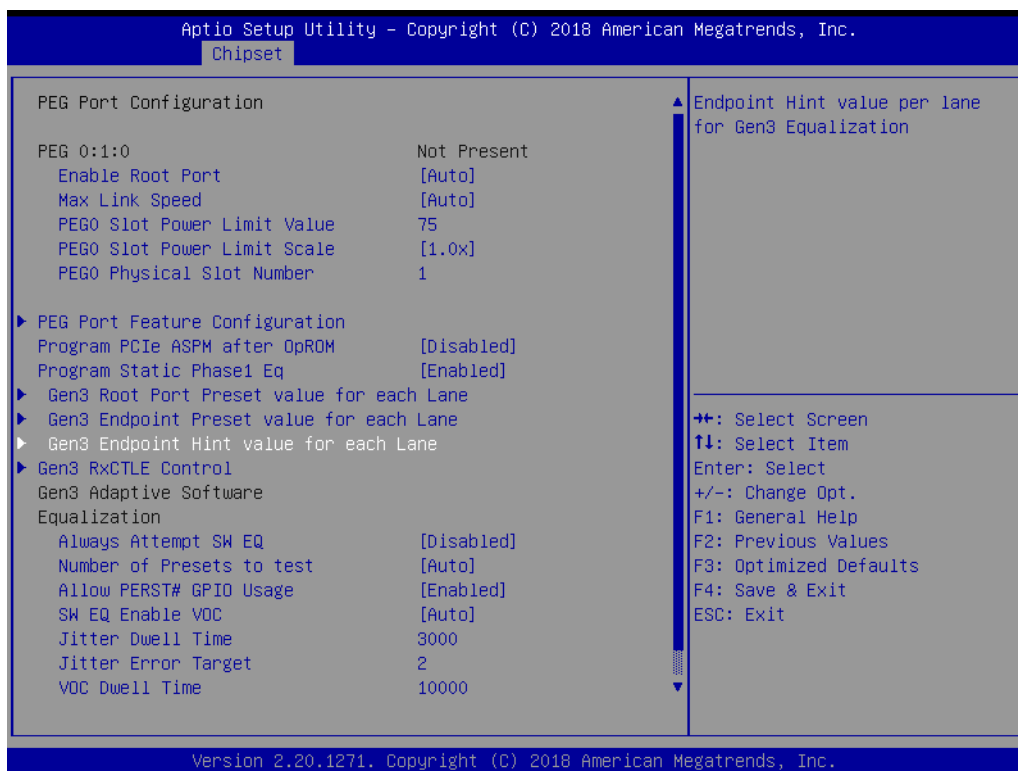 Aptio Setup Utility – Copyright (C) 2018 American Megatrends, Inc.
Chipset
PEG Port Configuration
PEG 0:1:0 Not Present
Enable Root Port [Auto]
Max Link Speed [Auto]
PEG0 Slot Power Limit Value 75
PEG0 Slot Power Limit Scale [1.0x]
PEG0 Physical Slot Number 1
PEG Port Feature Configuration
Program PCIe ASPM after OpROM [Disabled]
Program Static Phase1 Eq [Enabled]
Gen3 Root Port Preset value for each Lane
Gen3 Endpoint Preset value for each Lane
Gen3 Endpoint Hint value for each Lane
Gen3 RxCTLE Control
Gen3 Adaptive Software
Equalization
Always Attempt SW EQ [Disabled]
Number of Presets to test [Auto]
Allow PERST# GPIO Usage [Enabled]
SW EQ Enable VOC [Auto]
Jitter Dwell Time 3000
Jitter Error Target 2
VOC Dwell Time 10000
Endpoint Hint value per lane
for Gen3 Equalization
→←: Select Screen
↑↓: Select Item
Enter: Select
+/-: Change Opt.
F1: General Help
F2: Previous Values
F3: Optimized Defaults
F4: Save & Exit
ESC: Exit
Version 2.20.1271. Copyright (C) 2018 American Megatrends, Inc.